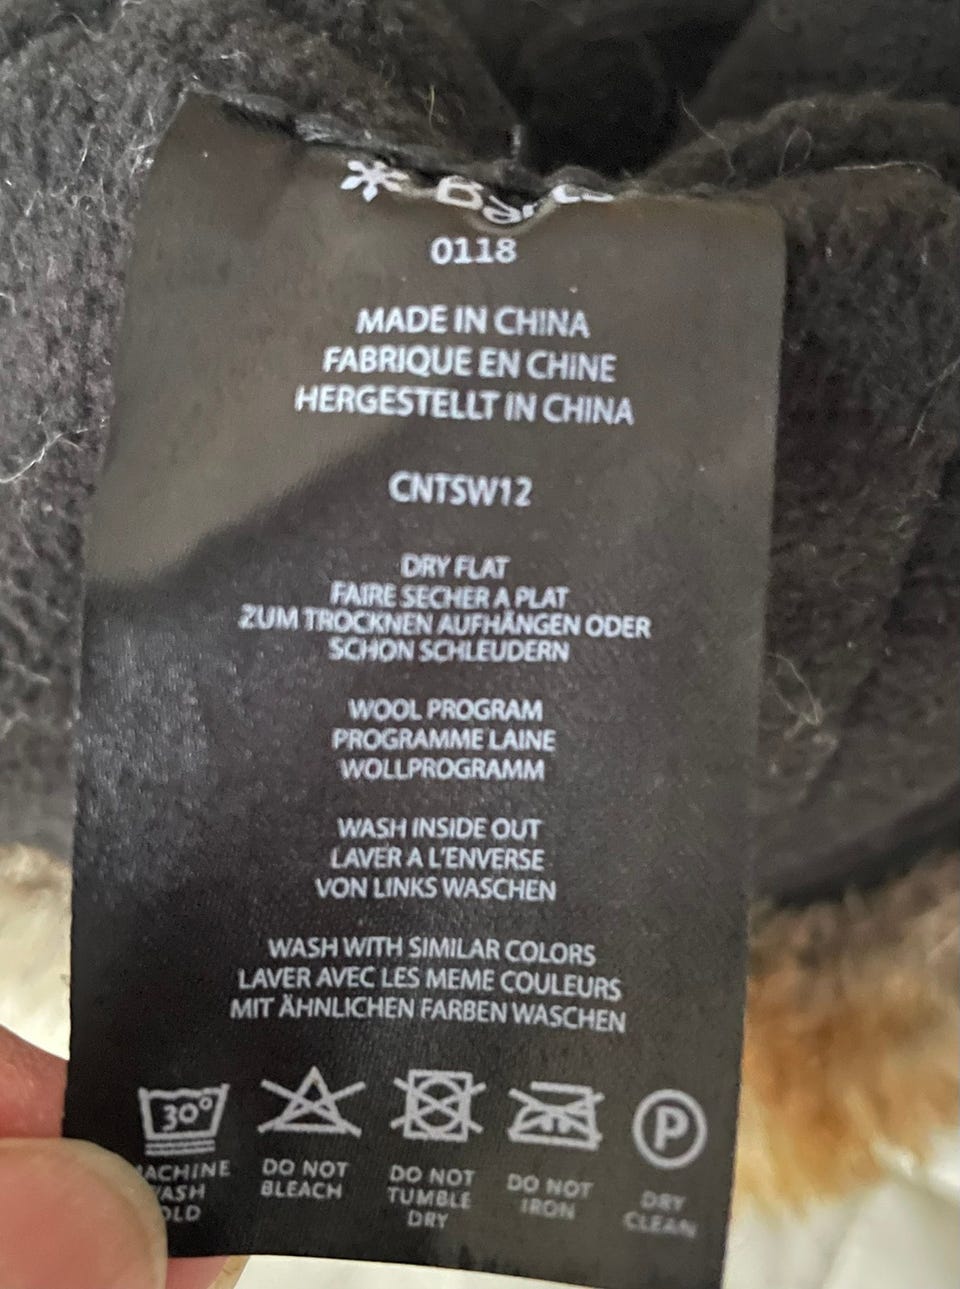 Barts
0118
MADE IN CHINA
FABRIQUE EN CHINE
HERGESTELLT IN CHINA
CNTSW12
DRY FLAT
FAIRE SECHER A PLAT
ZUM TROCKNEN AUFHÄNGEN ODER
SCHON SCHLEUDERN
WOOL PROGRAM
PROGRAMME LAINE
WOLLPROGRAMM
WASH INSIDE OUT
LAVER A L'ENVERSE
VON LINKS WASCHEN
WASH WITH SIMILAR COLORS
LAVER AVEC LES MEME COULEURS
MIT ÄHNLICHEN FARBEN WASCHEN
30° P
MACHINE WASH COLD
DO NOT BLEACH
DO NOT TUMBLE DRY
DO NOT IRON
DRY CLEAN